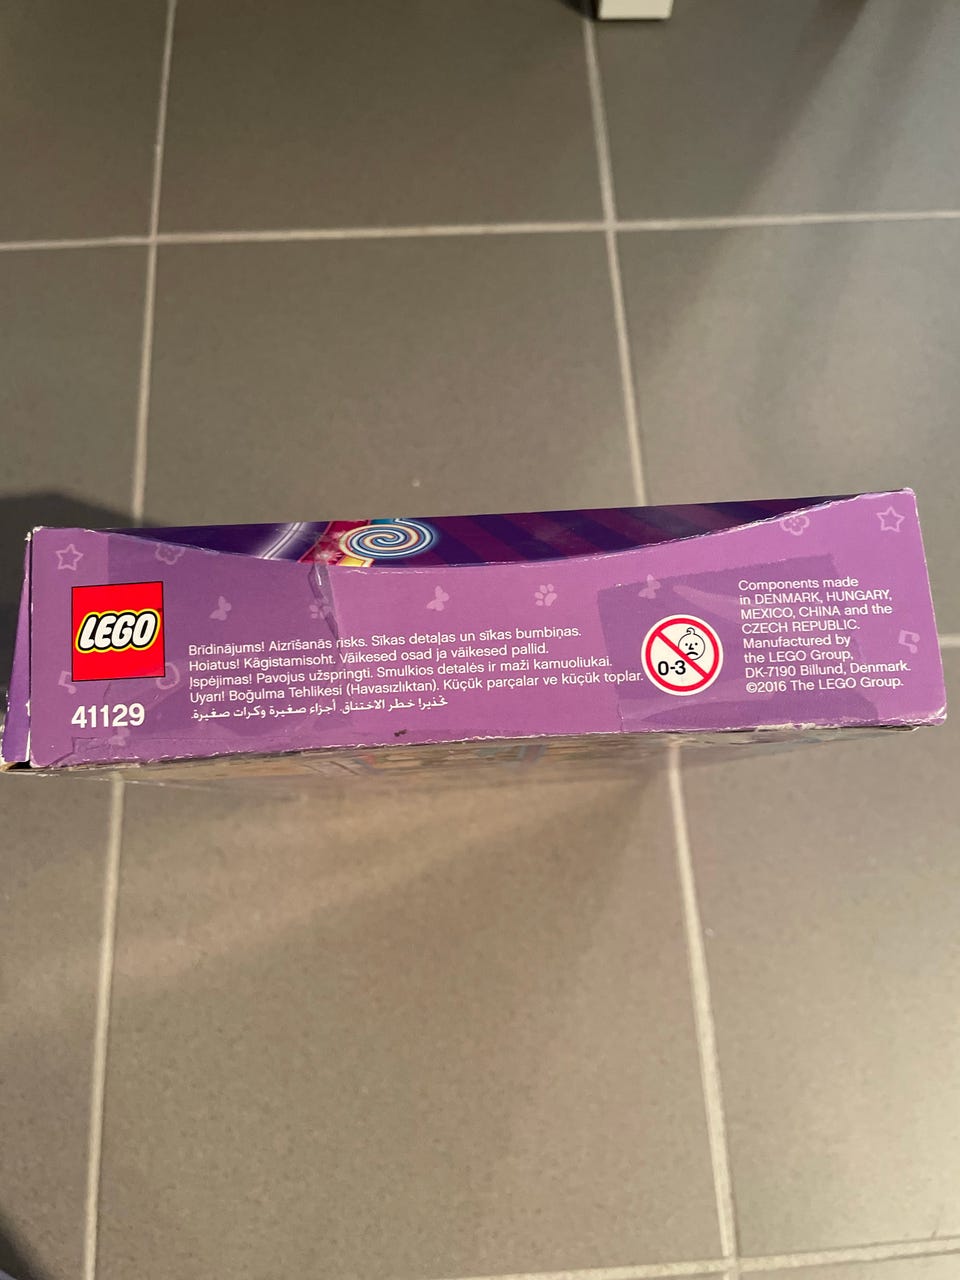 LEGO
41129
Brīdinājums! Aizrīšanās risks. Sīkas detaļas un sīkas bumbiņas.
Hoiatus! Kägistamisoht. Väikesed osad ja väikesed pallid.
Įspėjimas! Pavojus užspringti. Smulkios detalės ir maži kamuoliukai.
Uyarı! Boğulma Tehlikesi (Havasızlıktan). Küçük parçalar ve küçük toplar.
تحذير! خطر الاختناق. أجزاء صغيرة وكرات صغيرة.
0-3
Components made
in DENMARK, HUNGARY,
MEXICO, CHINA and the
CZECH REPUBLIC.
Manufactured by
the LEGO Group,
DK-7190 Billund, Denmark.
©2016 The LEGO Group.